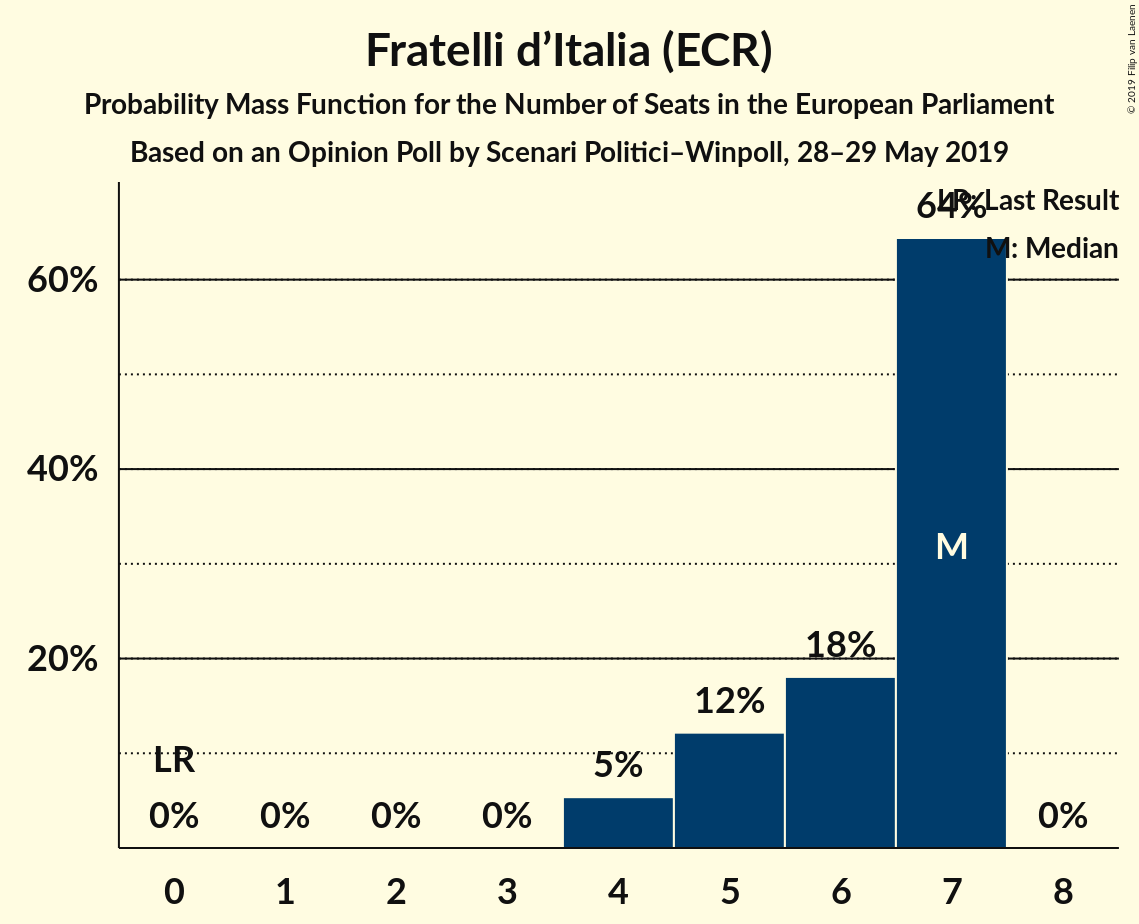 Fratelli d’Italia (ECR)
Probability Mass Function for the Number of Seats in the European Parliament
Based on an Opinion Poll by Scenari Politici–Winpoll, 28–29 May 2019
© 2019 Filip van Laenen
LR: Last Result
M: Median
64%
60%
40%
20%
M
18%
12%
5%
LR
0% 0% 0% 0% 0%
0 1 2 3 4 5 6 7 8